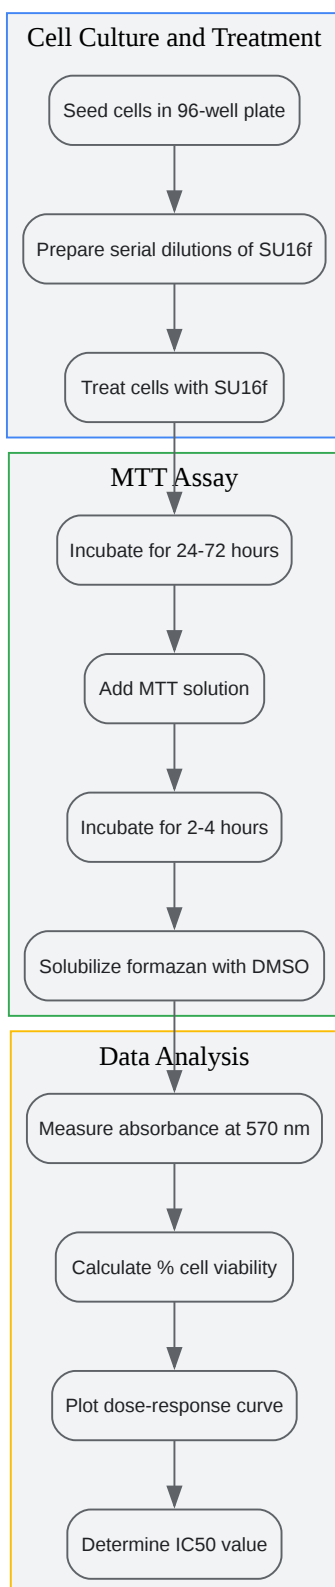 Cell Culture and Treatment
Seed cells in 96-well plate
Prepare serial dilutions of SU16f
Treat cells with SU16f
MTT Assay
Incubate for 24-72 hours
Add MTT solution
Incubate for 2-4 hours
Solubilize formazan with DMSO
Data Analysis
Measure absorbance at 570 nm
Calculate % cell viability
Plot dose-response curve
Determine IC50 value